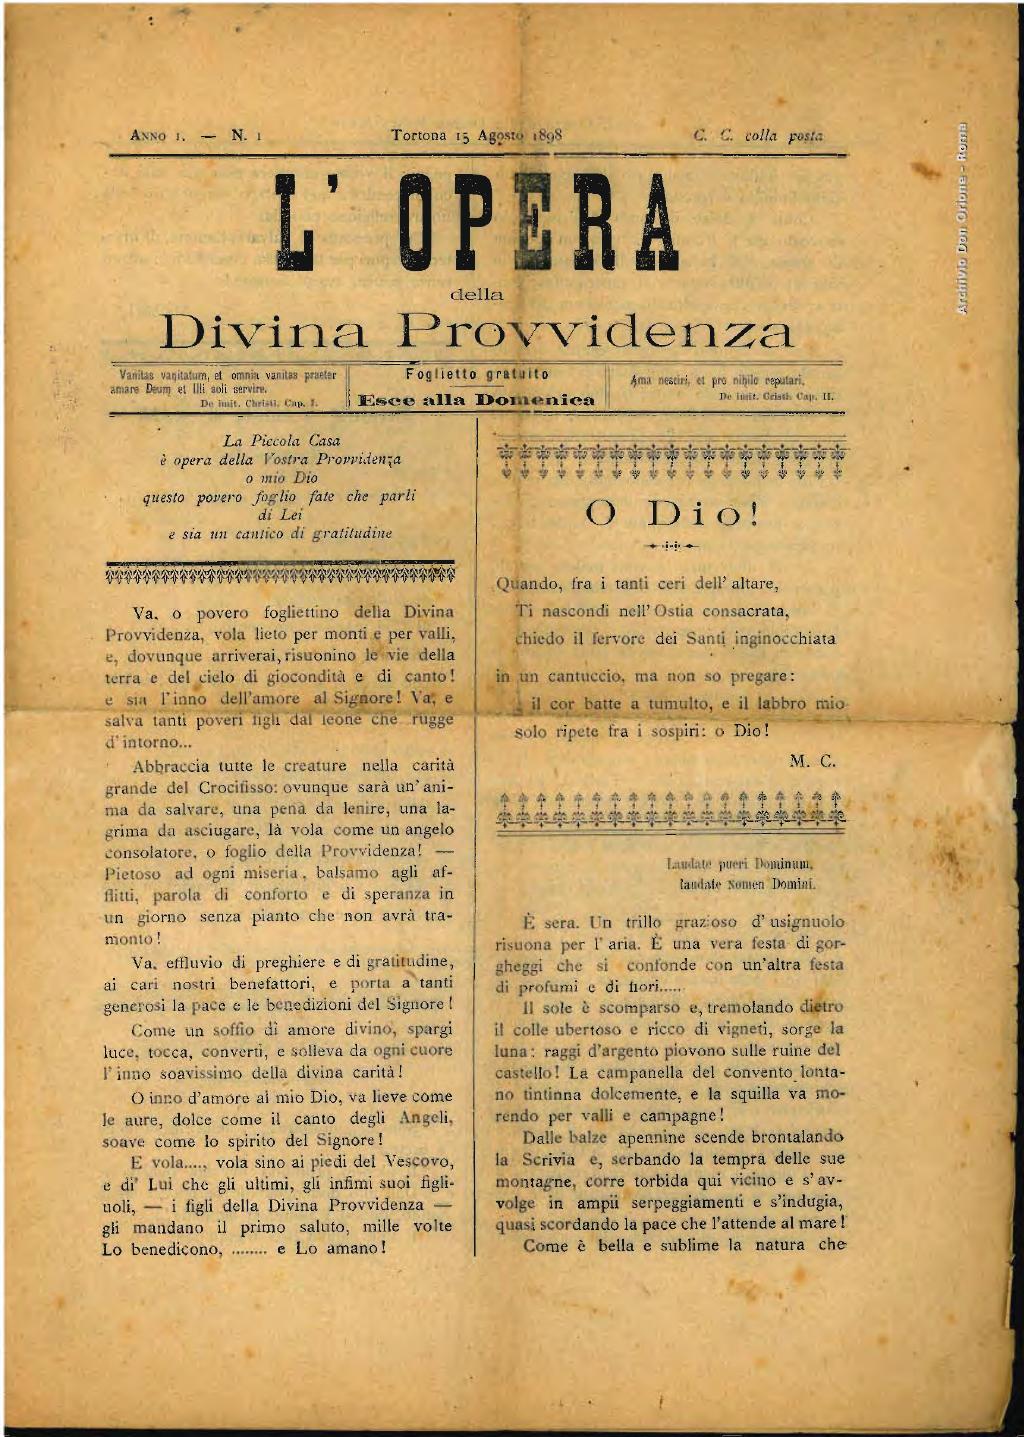 Anno I. — N. 1
Tortona 15 Agosto 1898
C. C. colla posta
L' OPERA
della
Divina Provvidenza
Vanitas vanitatum, et omnia vanitas praeter
amare Deum et Illi soli servire.
De imit. Christi. Cap. I.
Foglietto gratuito
Esce alla Domenica
Ama nesciri, et pro nihilo reputari.
De imit. Cristi. Cap. II.
La Piccola Casa
è opera della Vostra Provvidenza
o mio Dio
questo povero foglio fate che parli
di Lei
e sia un cantico di gratitudine
Va, o povero fogliettino della Divina
Provvidenza, vola lieto per monti e per valli,
e, dovunque arriverai, risuonino le vie della
terra e del cielo di giocondità e di canto!
e sia l'inno dell'amore al Signore! Va, e
salva tanti poveri figli dal leone che rugge
d'intorno...
Abbraccia tutte le creature nella carità
grande del Crocifisso: ovunque sarà un' ani-
ma da salvare, una pena da lenire, una la-
grima da asciugare, là vola come un angelo
consolatore, o foglio della Provvidenza! —
Pietoso ad ogni miseria, balsamo agli af-
flitti, parola di conforto e di speranza in
un giorno senza pianto che non avrà tra-
monto!
Va, effluvio di preghiere e di gratitudine,
ai cari nostri benefattori, e porta a tanti
generosi la pace e le benedizioni del Signore!
Come un soffio di amore divino, spargi
luce, tocca, converti, e solleva da ogni cuore
l'inno soavissimo della divina carità!
O inno d'amore al mio Dio, va lieve come
le aure, dolce come il canto degli Angeli,
soave come lo spirito del Signore!
E vola....., vola sino ai piedi del Vescovo,
e di' Lui che gli ultimi, gli infimi suoi figli-
uoli, — i figli della Divina Provvidenza —
gli mandano il primo saluto, mille volte
Lo benedicono, ........ e Lo amano!
O Dio!
Quando, fra i tanti ceri dell' altare,
Ti nascondi nell' Ostia consacrata,
chiedo il fervore dei Santi inginocchiata
in un cantuccio, ma non so pregare:
il cor batte a tumulto, e il labbro mio
solo ripete fra i sospiri: o Dio!
M. C.
Laudate pueri Dominum,
laudate Nomen Domini.
È sera. Un trillo grazioso d' usignuolo
risuona per l' aria. È una vera festa di gor-
gheggi che si confonde con un'altra festa
di profumi e di fiori.....
Il sole è scomparso e, tremolando dietro
il colle ubertoso e ricco di vigneti, sorge la
luna: raggi d'argento piovono sulle ruine del
castello! La campanella del convento lonta-
no tintinna dolcemente, e la squilla va mo-
rendo per valli e campagne!
Dalle balze apennine scende brontalando
la Scrivia e, serbando la tempra delle sue
montagne, corre torbida qui vicino e s' av-
volge in ampii serpeggiamenti e s'indugia,
quasi scordando la pace che l'attende al mare!
Come è bella e sublime la natura che
Archivio Don Orione - Roma